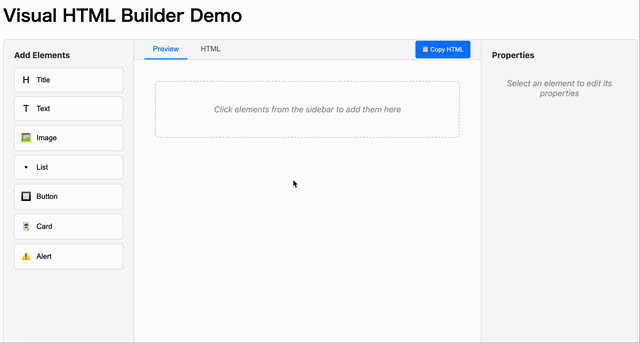 Visual HTML Builder Demo
Add Elements
H Title
T Text
Image
List
Button
Card
Alert
Preview
HTML
Copy HTML
Click elements from the sidebar to add them here
Properties
Select an element to edit its
properties